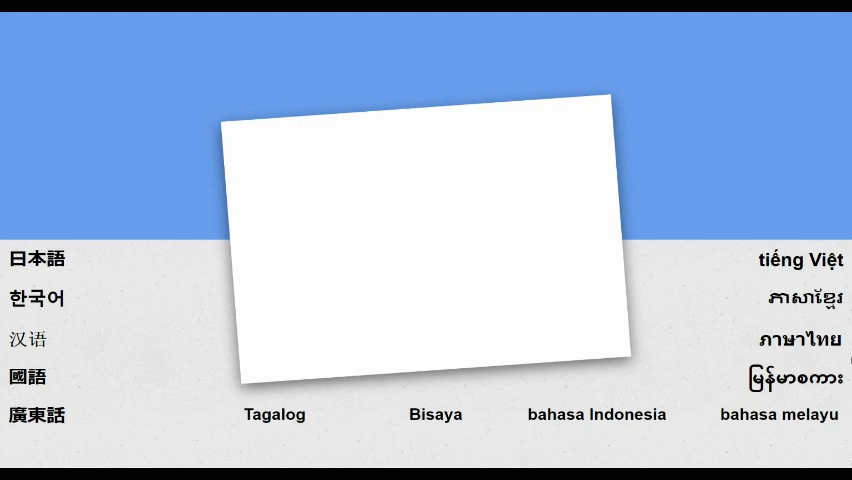 日本語
tiếng Việt
한국어
ភាសាខ្មែរ
汉语
ภาษาไทย
國語
မြန်မာစကား
廣東話
Tagalog
Bisaya
bahasa Indonesia
bahasa melayu